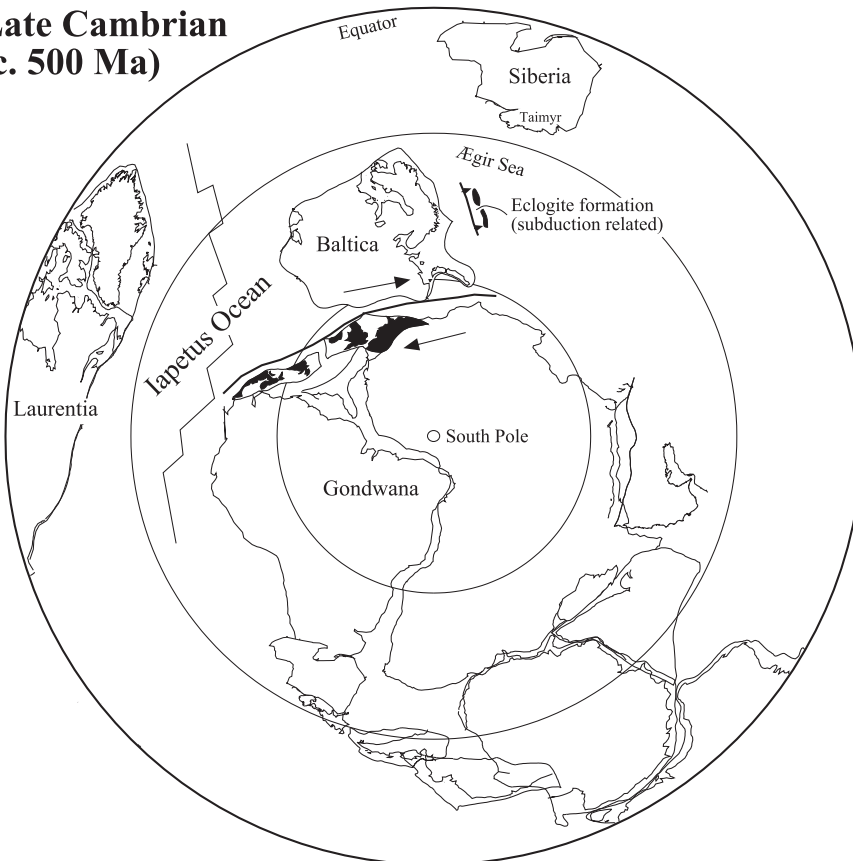 Late Cambrian
c. 500 Ma)
Equator
Siberia
Taimyr
Ægir Sea
Eclogite formation
(subduction related)
Baltica
Iapetus Ocean
Laurentia
South Pole
Gondwana